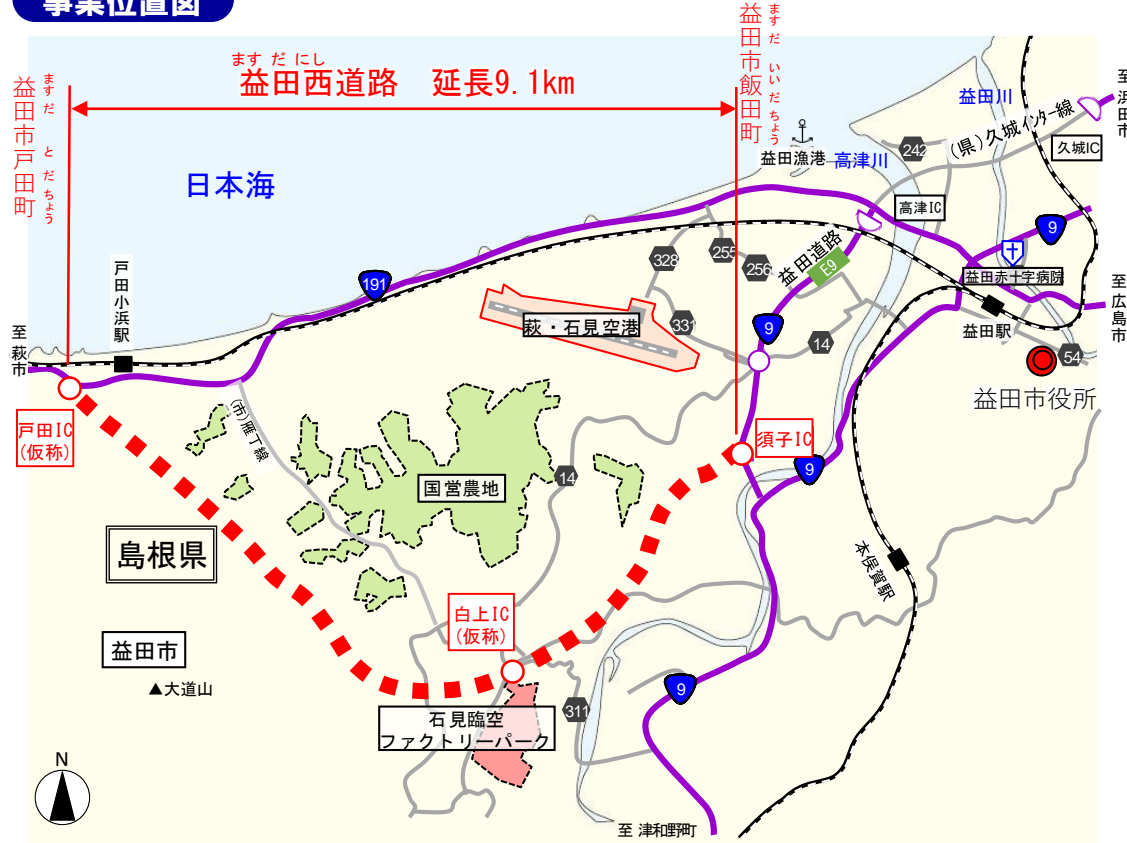 事業位置図
ます だ にし
益田西道路 延長9.1km
ます だ と だ ちょう
益田市戸田町
ます だ いい だ ちょう
益田市飯田町
至 浜田市
益田川
(県)久城インター線
久城IC
242
益田漁港
高津川
高津IC
日本海
9
益田赤十字病院
255
328
256
益田道路
E9
191
戸田小浜駅
至 広島市
萩・石見空港
331
9
14
益田駅
54
至 萩市
益田市役所
戸田IC
(仮称)
(市)雁丁線
須子IC
9
国営農地
14
島根県
本俣賀駅
白上IC
(仮称)
益田市
▲大道山
9
311
石見臨空
ファクトリーパーク
N
至 津和野町